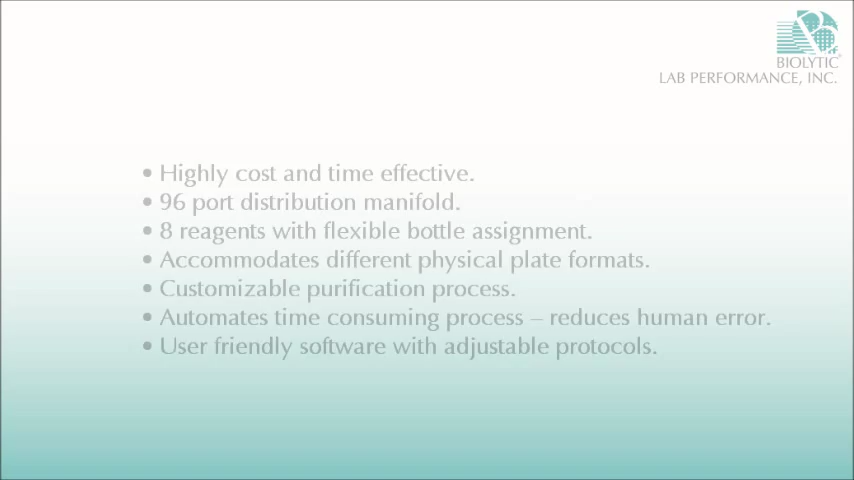 BIOLYTIC®
LAB PERFORMANCE, INC.
• Highly cost and time effective.
• 96 port distribution manifold.
• 8 reagents with flexible bottle assignment.
• Accommodates different physical plate formats.
• Customizable purification process.
• Automates time consuming process – reduces human error.
• User friendly software with adjustable protocols.